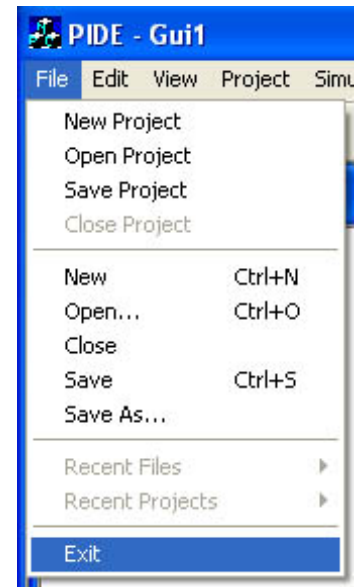 PIDE - Gui1
File Edit View Project Simu
New Project
Open Project
Save Project
Close Project
New Ctrl+N
Open... Ctrl+O
Close
Save Ctrl+S
Save As...
Recent Files
Recent Projects
Exit